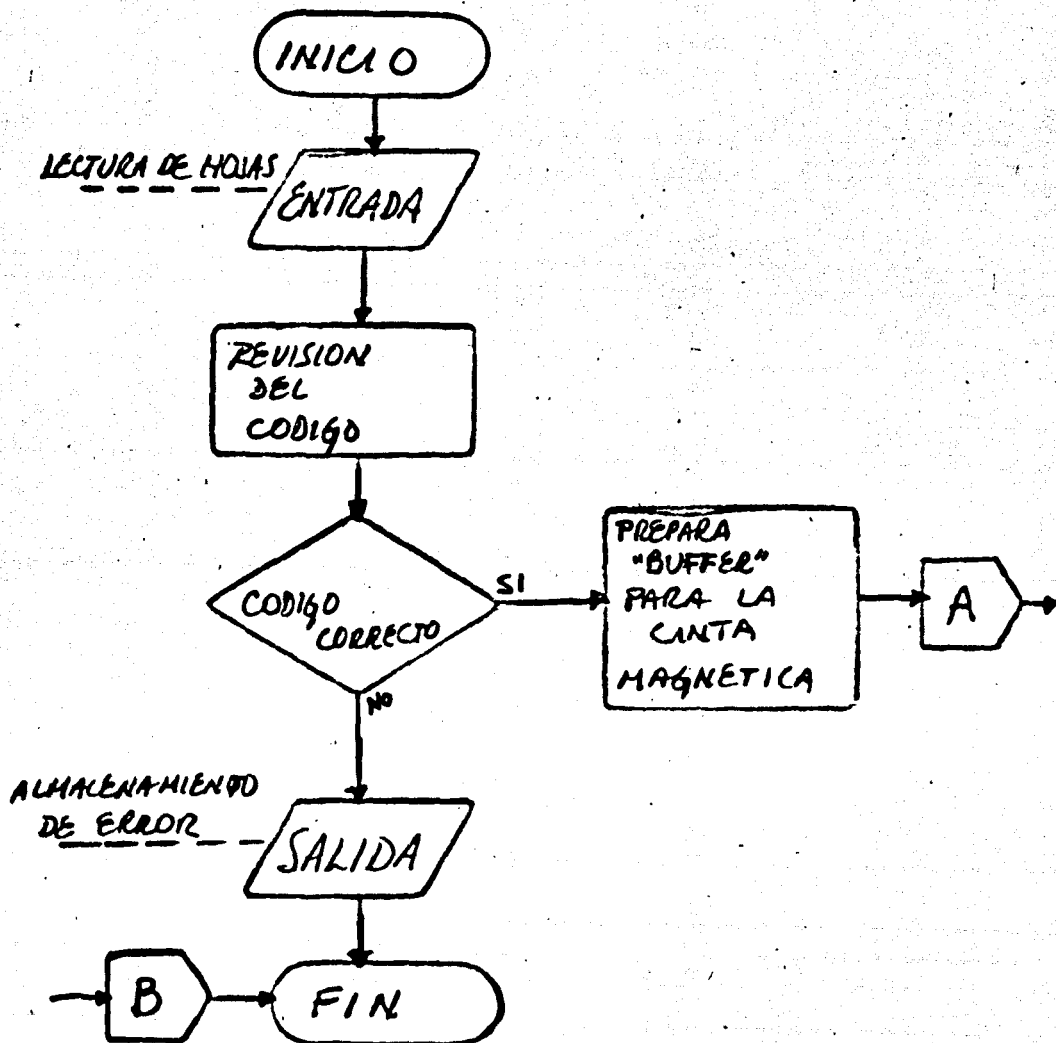 INICIO
LECTURA DE HOJAS
ENTRADA
REVISION
DEL
CODIGO
CODIGO
CORRECTO
SI
NO
PREPARA
"BUFFER"
PARA LA
CINTA
MAGNETICA
A
ALMACENAMIENTO
DE ERROR
SALIDA
B
FIN